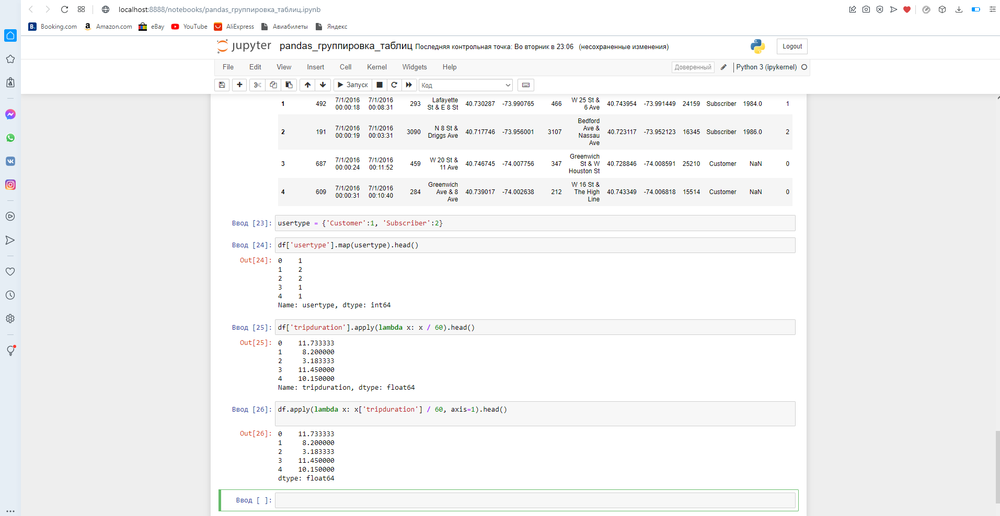 localhost:8888/notebooks/pandas_группировка_таблиц.ipynb
B. Booking.com a Amazon.com eBay YouTube AliExpress Авиабилеты Яндекс
jupyter pandas_группировка_таблиц Последняя контрольная точка: Во вторник в 23:06 (несохраненные изменения) Logout
File Edit View Insert Cell Kernel Widgets Help Доверенный Python 3 (ipykernel)
Запуск Код
1 492 7/1/2016 00:00:18 7/1/2016 00:08:31 293 Lafayette St & E 8 St 40.730287 -73.990765 466 W 25 St & 6 Ave 40.743954 -73.991449 24159 Subscriber 1984.0 1
2 191 7/1/2016 00:00:19 7/1/2016 00:03:31 3090 N 8 St & Driggs Ave 40.717746 -73.956001 3107 Bedford Ave & Nassau Ave 40.723117 -73.952123 16345 Subscriber 1986.0 2
3 687 7/1/2016 00:00:24 7/1/2016 00:11:52 459 W 20 St & 11 Ave 40.746745 -74.007756 347 Greenwich St & W Houston St 40.728846 -74.008591 25210 Customer NaN 0
4 609 7/1/2016 00:00:31 7/1/2016 00:10:40 284 Greenwich Ave & 8 Ave 40.739017 -74.002638 212 W 16 St & The High Line 40.743349 -74.006818 15514 Customer NaN 0
Ввод [23]: usertype = {'Customer':1, 'Subscriber':2}
Ввод [24]: df['usertype'].map(usertype).head()
Out[24]: 0 1
1 2
2 2
3 1
4 1
Name: usertype, dtype: int64
Ввод [25]: df['tripduration'].apply(lambda x: x / 60).head()
Out[25]: 0 11.733333
1 8.200000
2 3.183333
3 11.450000
4 10.150000
Name: tripduration, dtype: float64
Ввод [26]: df.apply(lambda x: x['tripduration'] / 60, axis=1).head()
Out[26]: 0 11.733333
1 8.200000
2 3.183333
3 11.450000
4 10.150000
dtype: float64
Ввод [ ]: